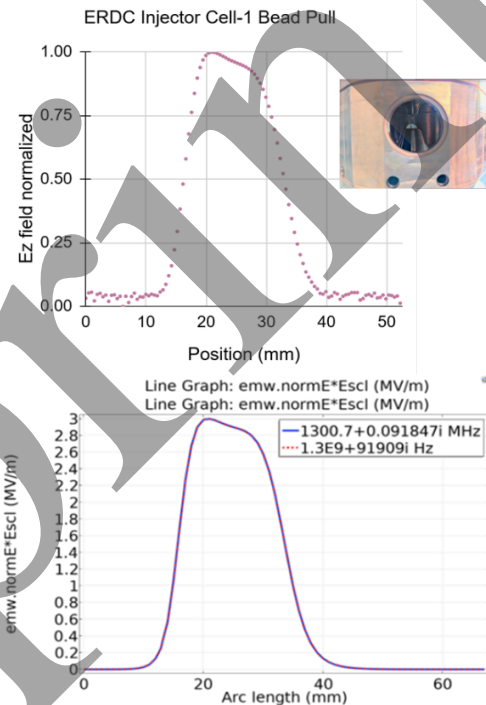 ERDC Injector Cell-1 Bead Pull
Ez field normalized
1.00
0.75
0.50
0.25
0.00
0 10 20 30 40 50
Position (mm)
Line Graph: emw.normE*Escl (MV/m)
Line Graph: emw.normE*Escl (MV/m)
emw.normE*Escl (MV/m)
3
2.8
2.6
2.4
2.2
2
1.8
1.6
1.4
1.2
1
0.8
0.6
0.4
0.2
0
1300.7+0.091847i MHz
1.3E9+91909i Hz
0 20 40 60
Arc length (mm)